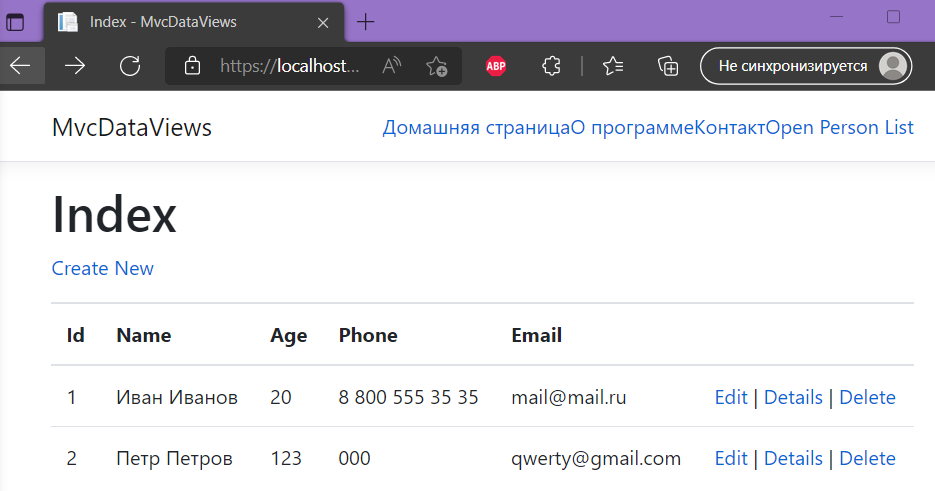 Index - MvcDataViews
https://localhost... A ABP Не синхронизируется
MvcDataViews Домашняя страницаО программеКонтактOpen Person List
Index
Create New
Id Name Age Phone Email
1 Иван Иванов 20 8 800 555 35 35 mail@mail.ru Edit | Details | Delete
2 Петр Петров 123 000 qwerty@gmail.com Edit | Details | Delete